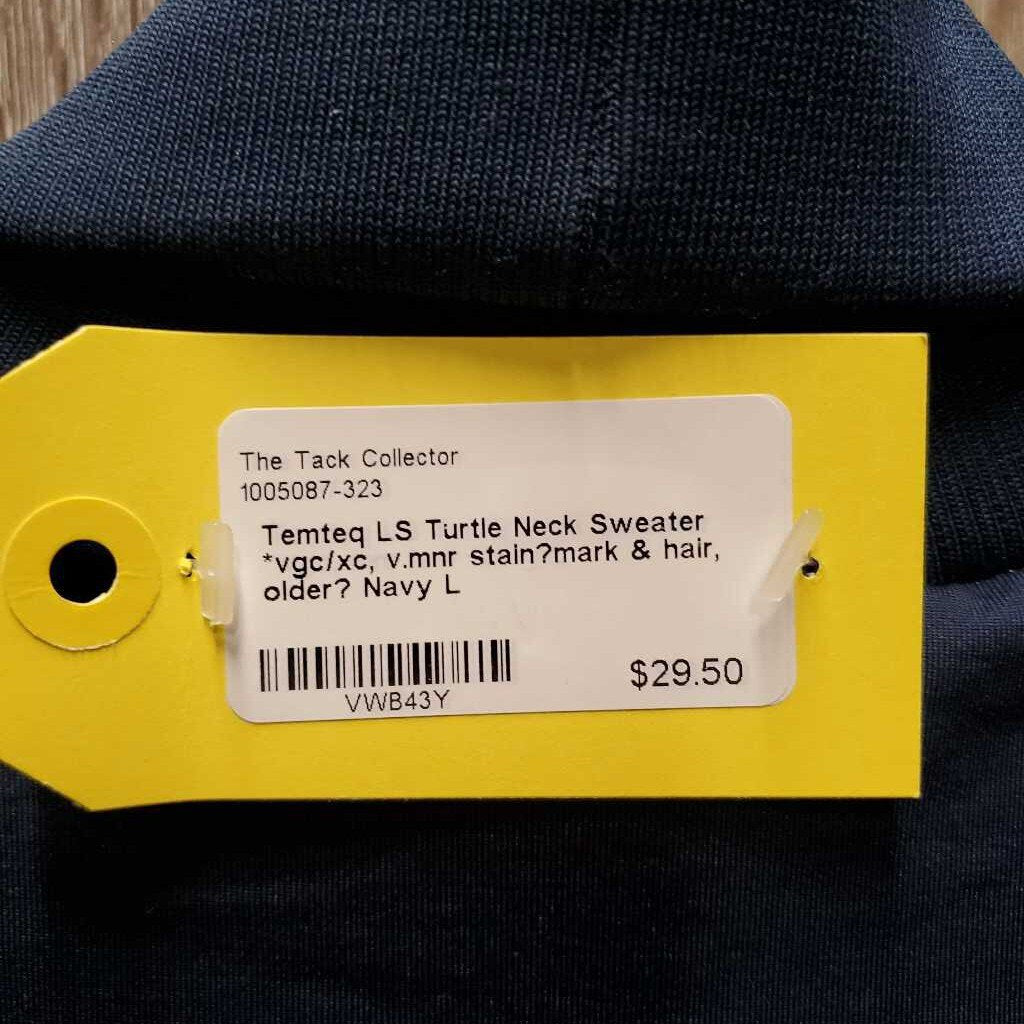 The Tack Collector
1005087-323
Temteq LS Turtle Neck Sweater
*vgc/xc, v.mnr stain?mark & hair,
older? Navy L
VWB43Y
$29.50